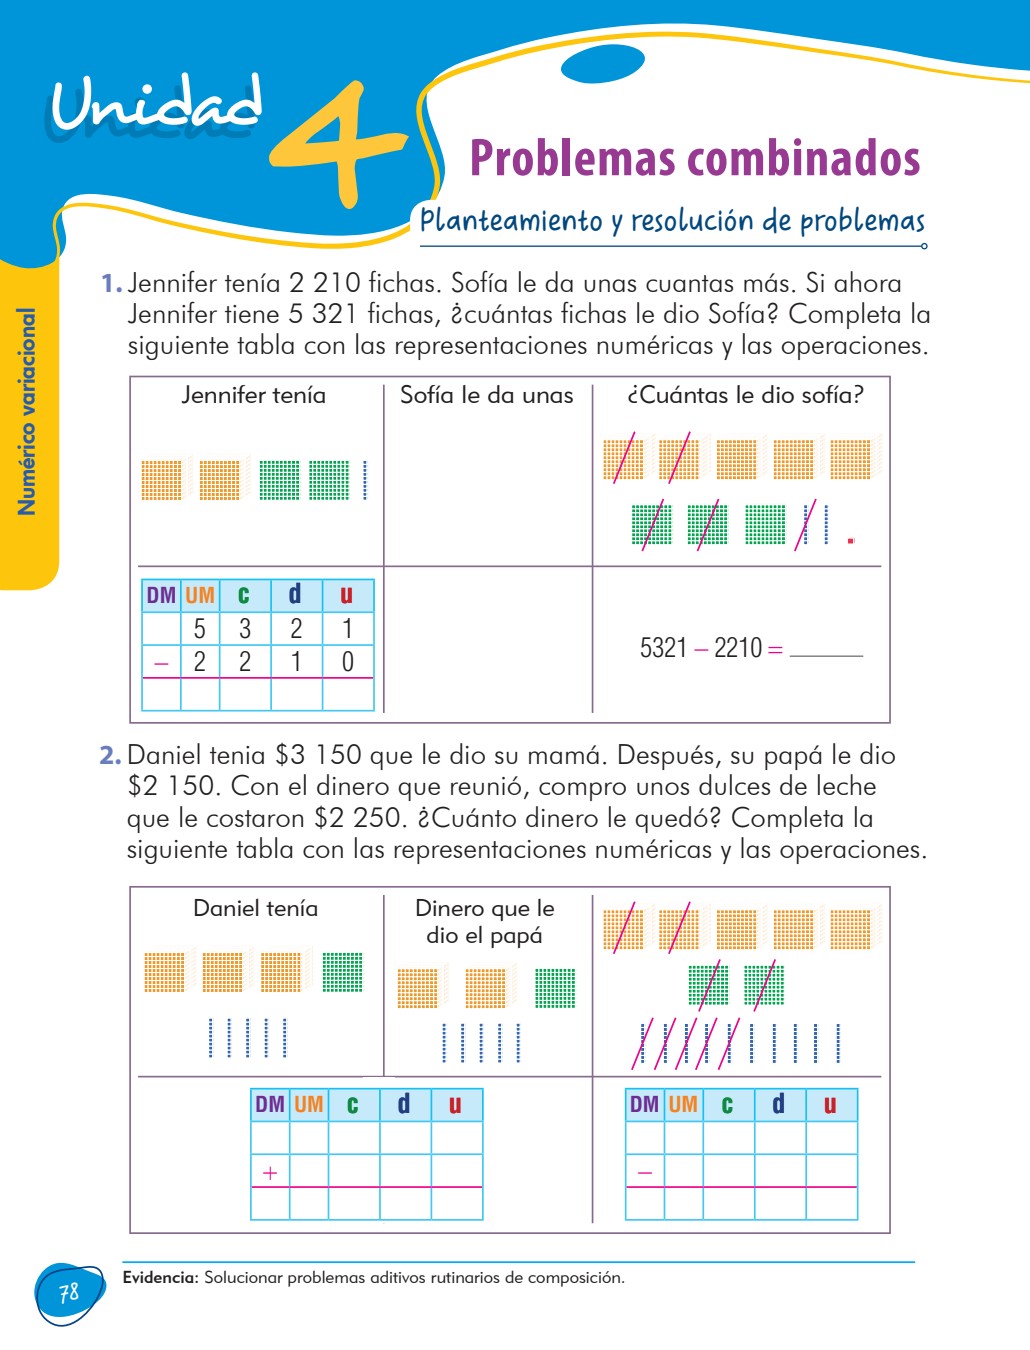 Unidad 4
Problemas combinados
Planteamiento y resolución de problemas
Numérico variacional
1. Jennifer tenía 2 210 fichas. Sofía le da unas cuantas más. Si ahora
Jennifer tiene 5 321 fichas, ¿cuántas fichas le dio Sofía? Completa la
siguiente tabla con las representaciones numéricas y las operaciones.
Jennifer tenía
Sofía le da unas
¿Cuántas le dio sofía?
DM UM c d u
5 3 2 1
– 2 2 1 0
5321 – 2210 = ______
2. Daniel tenia $3 150 que le dio su mamá. Después, su papá le dio
$2 150. Con el dinero que reunió, compro unos dulces de leche
que le costaron $2 250. ¿Cuánto dinero le quedó? Completa la
siguiente tabla con las representaciones numéricas y las operaciones.
Daniel tenía
Dinero que le
dio el papá
DM UM c d u
+
DM UM c d u
–
Evidencia: Solucionar problemas aditivos rutinarios de composición.
78